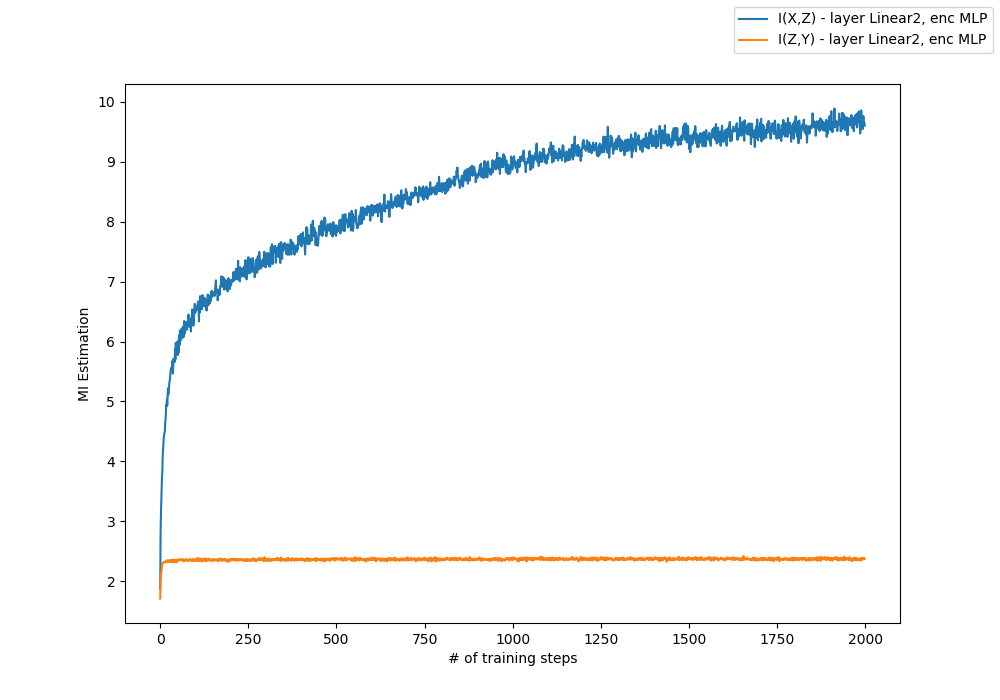 I(X,Z) - layer Linear2, enc MLP
I(Z,Y) - layer Linear2, enc MLP
10
9
8
7
6
5
4
3
2
MI Estimation
0 250 500 750 1000 1250 1500 1750 2000
# of training steps